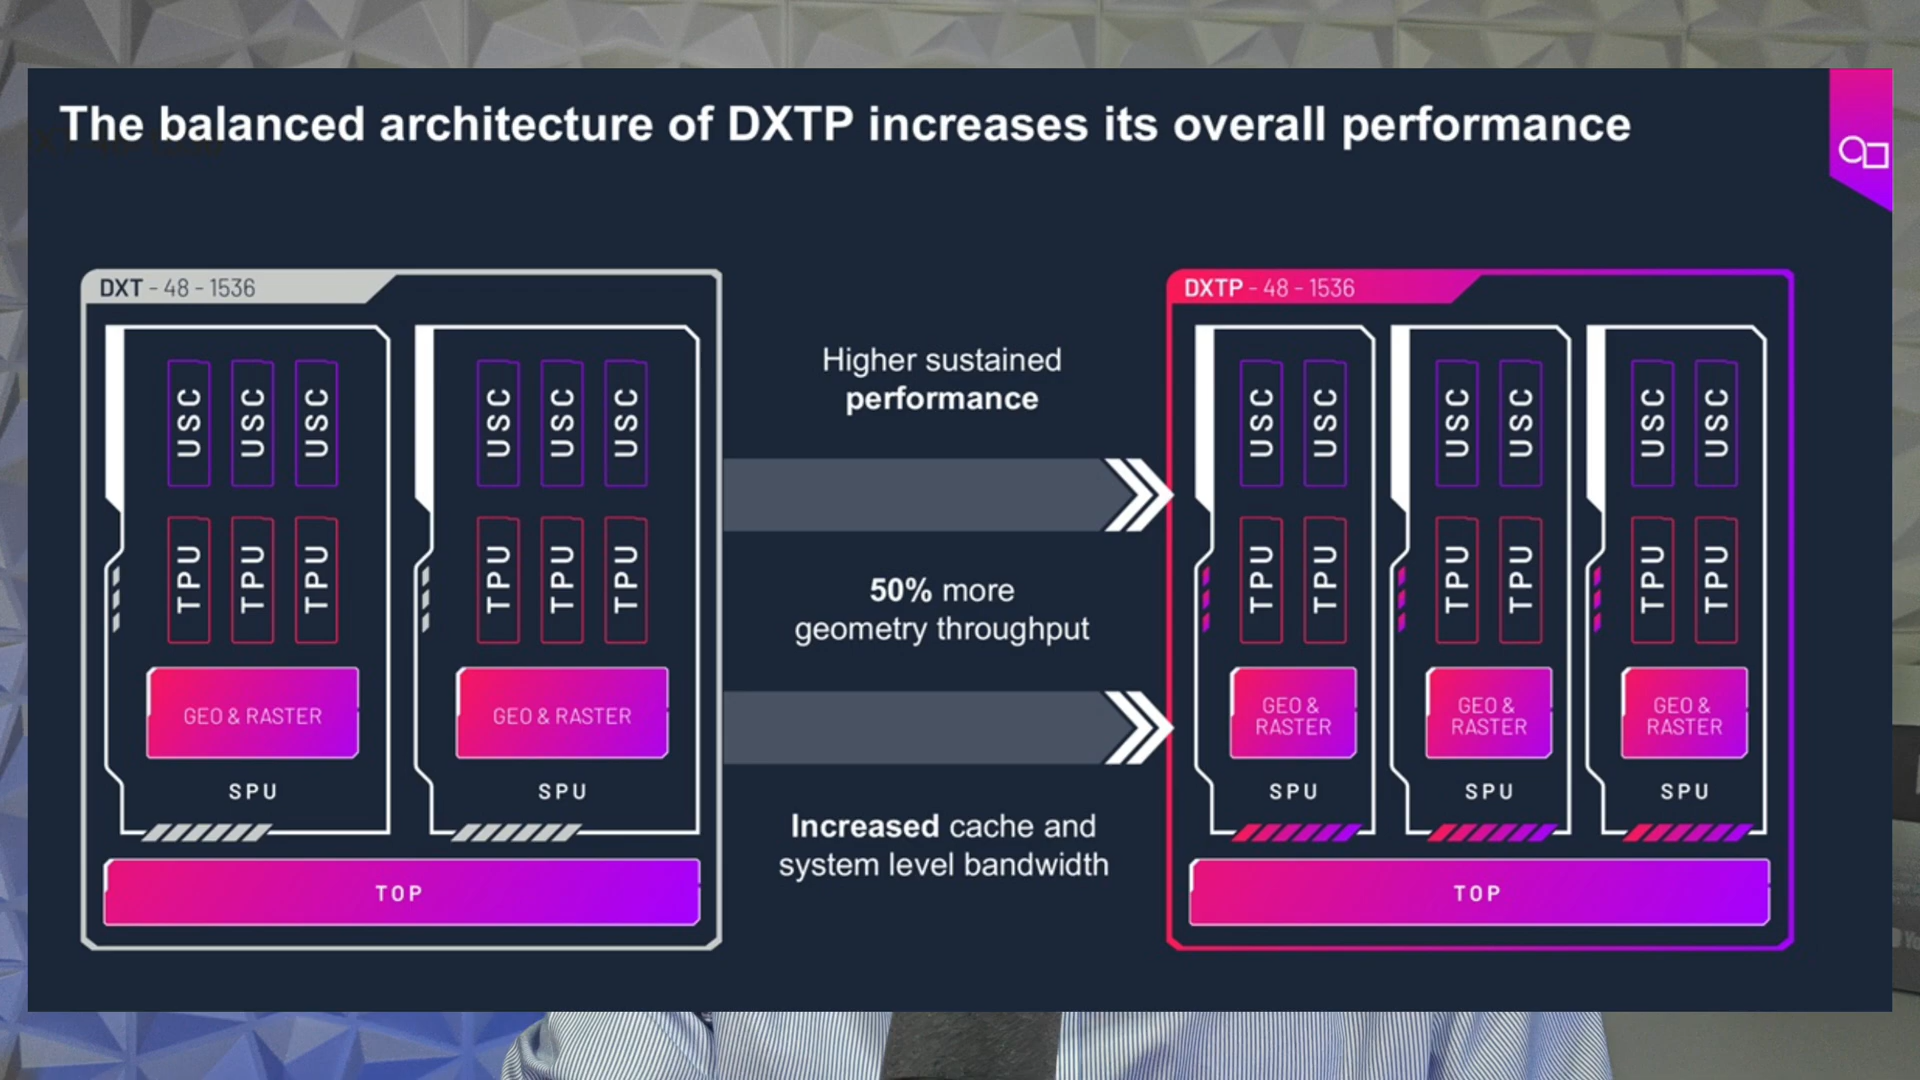 The balanced architecture of DXTP increases its overall performance
DXT - 48 - 1536
USC USC USC
TPU TPU TPU
GEO & RASTER
SPU
USC USC USC
TPU TPU TPU
GEO & RASTER
SPU
TOP
Higher sustained
performance
50% more
geometry throughput
Increased cache and
system level bandwidth
DXTP - 48 - 1536
USC USC
TPU TPU
GEO &
RASTER
SPU
USC USC
TPU TPU
GEO &
RASTER
SPU
USC USC
TPU TPU
GEO &
RASTER
SPU
TOP